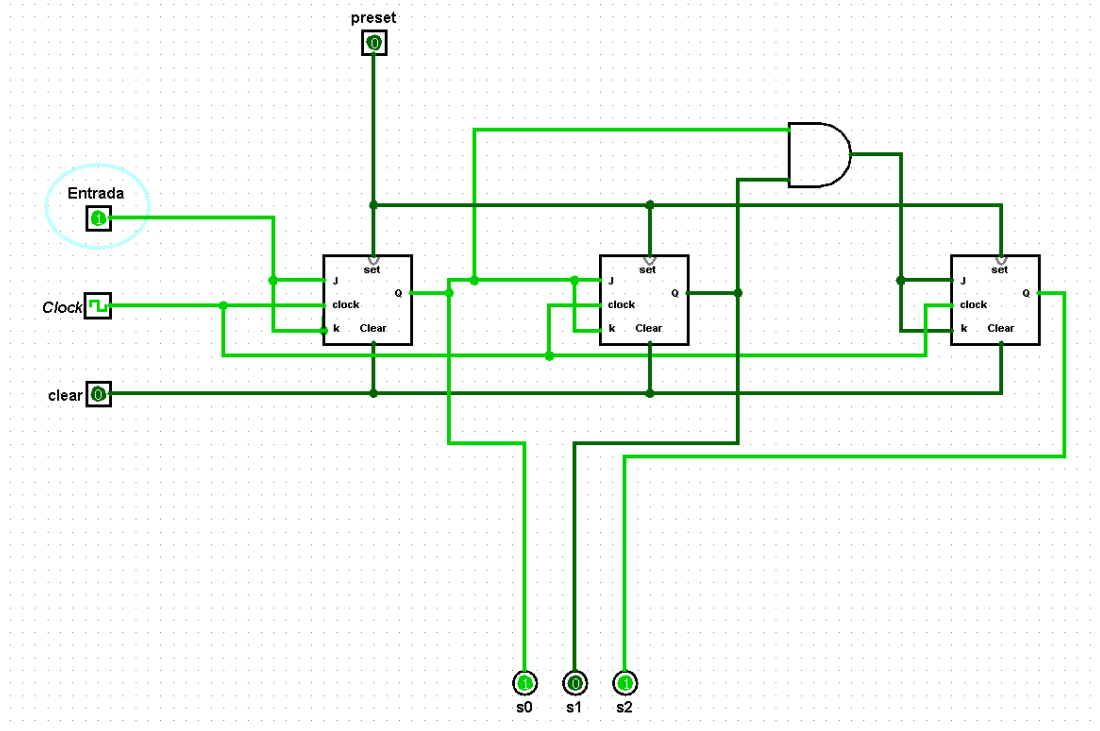 preset
0
Entrada
1
set
set
set
J
Q
J
Q
J
Q
Clock
clock
clock
clock
k
Clear
k
Clear
k
Clear
clear
0
1
0
1
s0
s1
s2